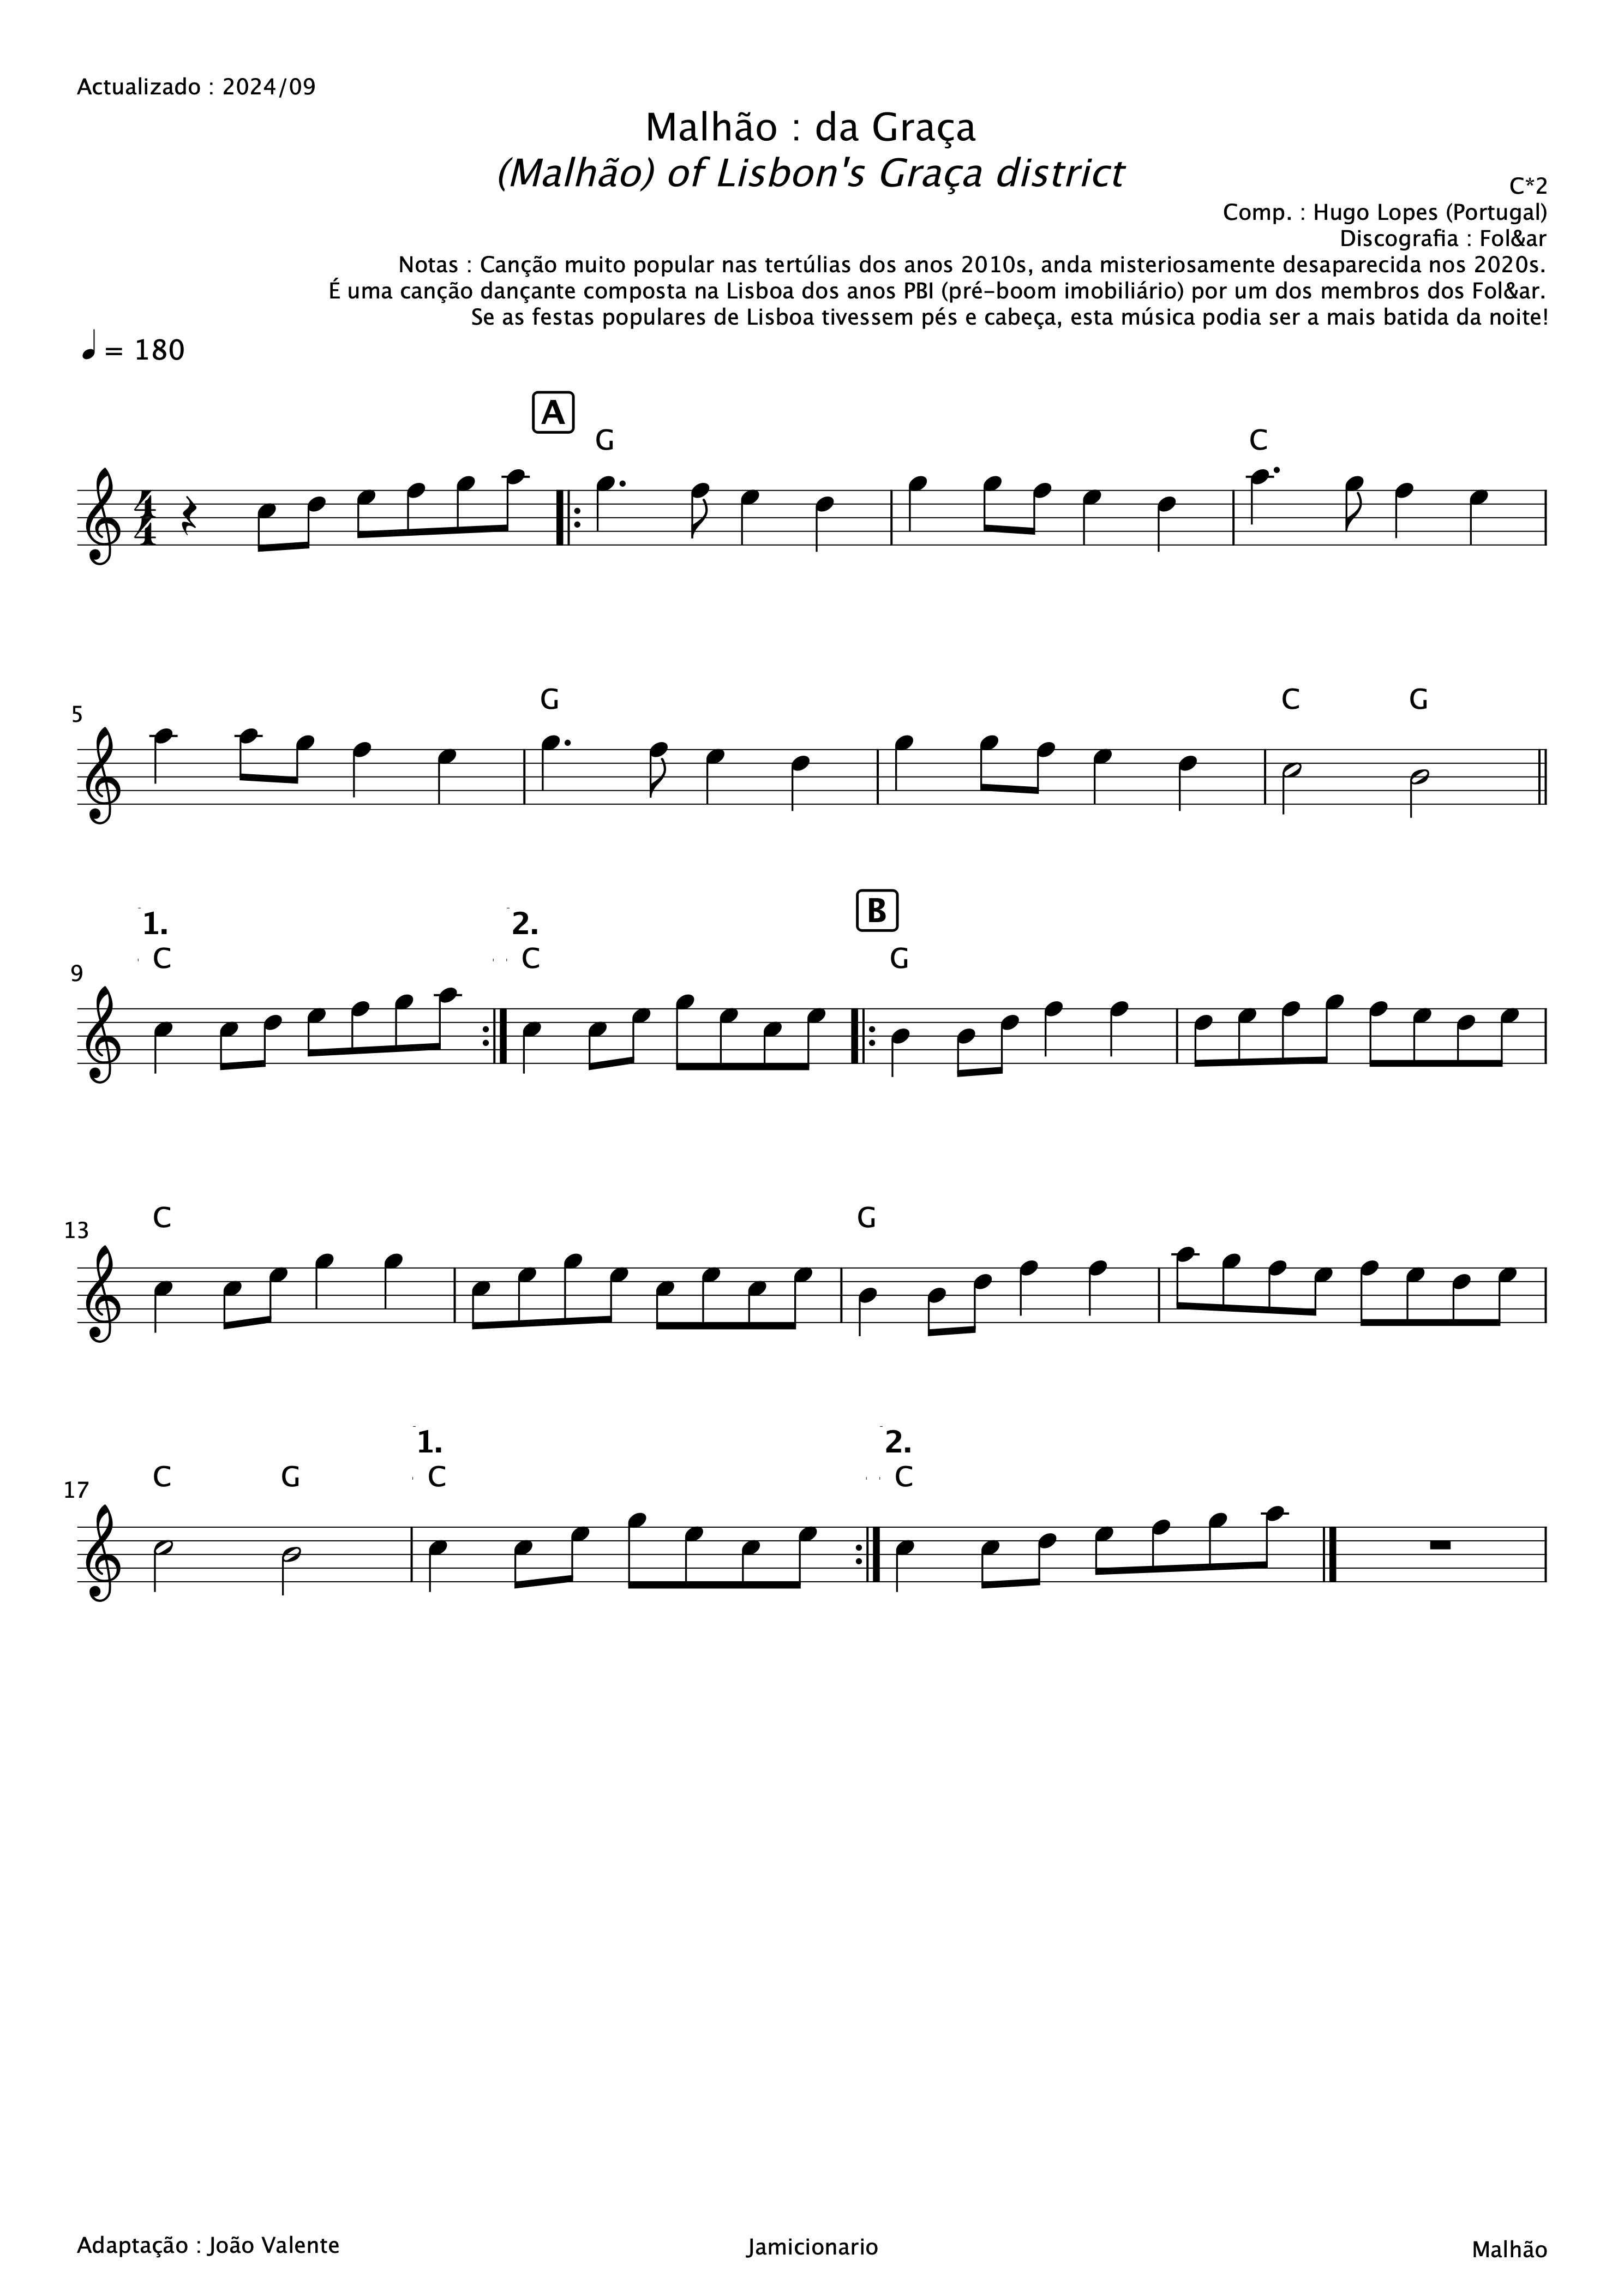 Actualizado : 2024/09
Malhão : da Graça
(Malhão) of Lisbon's Graça district
C*2
Comp. : Hugo Lopes (Portugal)
Discografia : Fol&ar
Notas : Canção muito popular nas tertúlias dos anos 2010s, anda misteriosamente desaparecida nos 2020s.
É uma canção dançante composta na Lisboa dos anos PBI (pré-boom imobiliário) por um dos membros dos Fol&ar.
Se as festas populares de Lisboa tivessem pés e cabeça, esta música podia ser a mais batida da noite!
= 180
A
G C
4
4
G C G
5
1. 2. B
C C G
9
C G
13
1. 2.
C G C C
17
Adaptação : João Valente Jamicionario Malhão